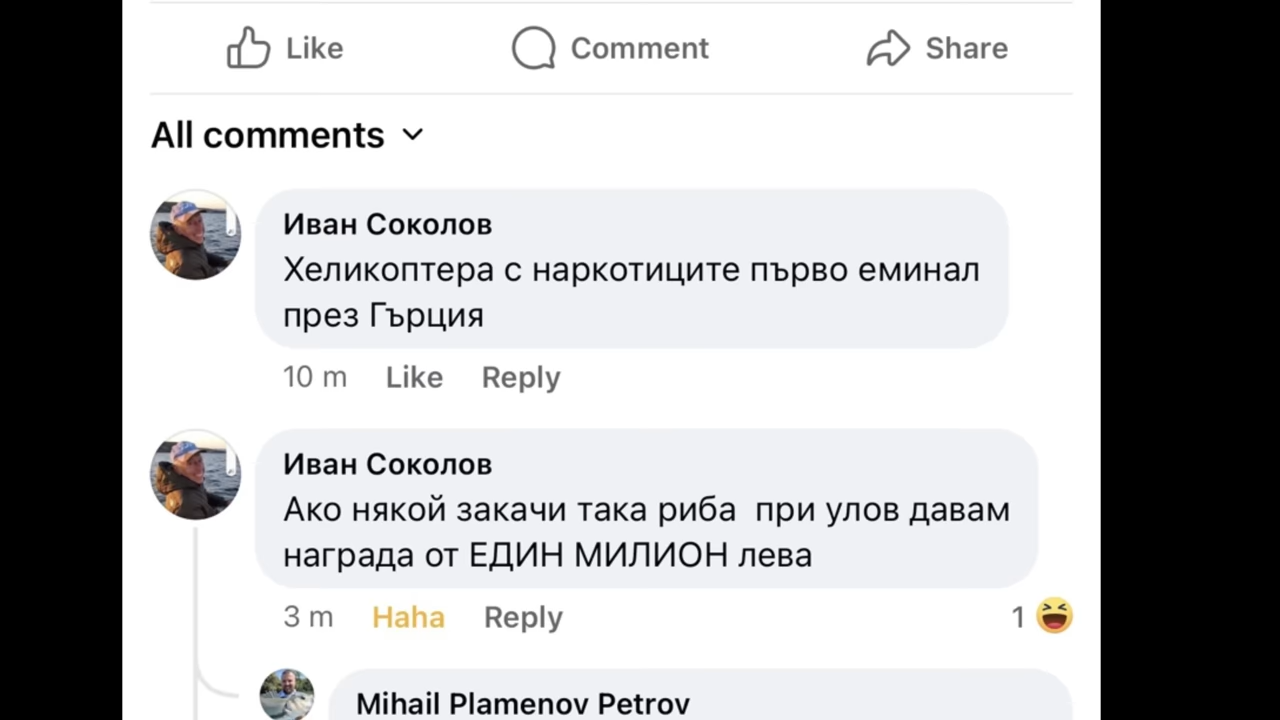 Like Comment Share
All comments
Иван Соколов
Хеликоптера с наркотиците първо еминал
през Гърция
10 m Like Reply
Иван Соколов
Ако някой закачи така риба  при улов давам
награда от ЕДИН МИЛИОН лева
3 m Haha Reply 1
Mihail Plamenov Petrov